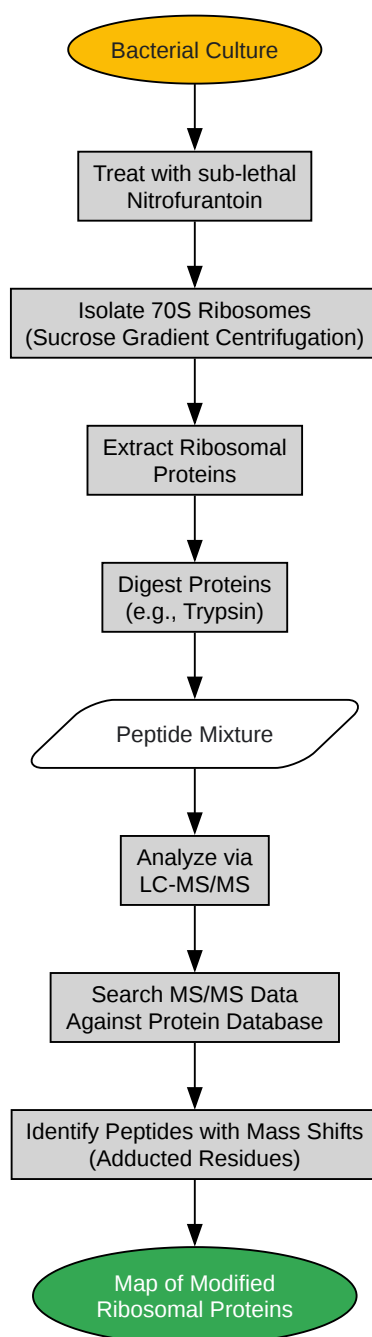 Bacterial Culture
Treat with sub-lethal
Nitrofurantoin
Isolate 70S Ribosomes
(Sucrose Gradient Centrifugation)
Extract Ribosomal
Proteins
Digest Proteins
(e.g., Trypsin)
Peptide Mixture
Analyze via
LC-MS/MS
Search MS/MS Data
Against Protein Database
Identify Peptides with Mass Shifts
(Adducted Residues)
Map of Modified
Ribosomal Proteins